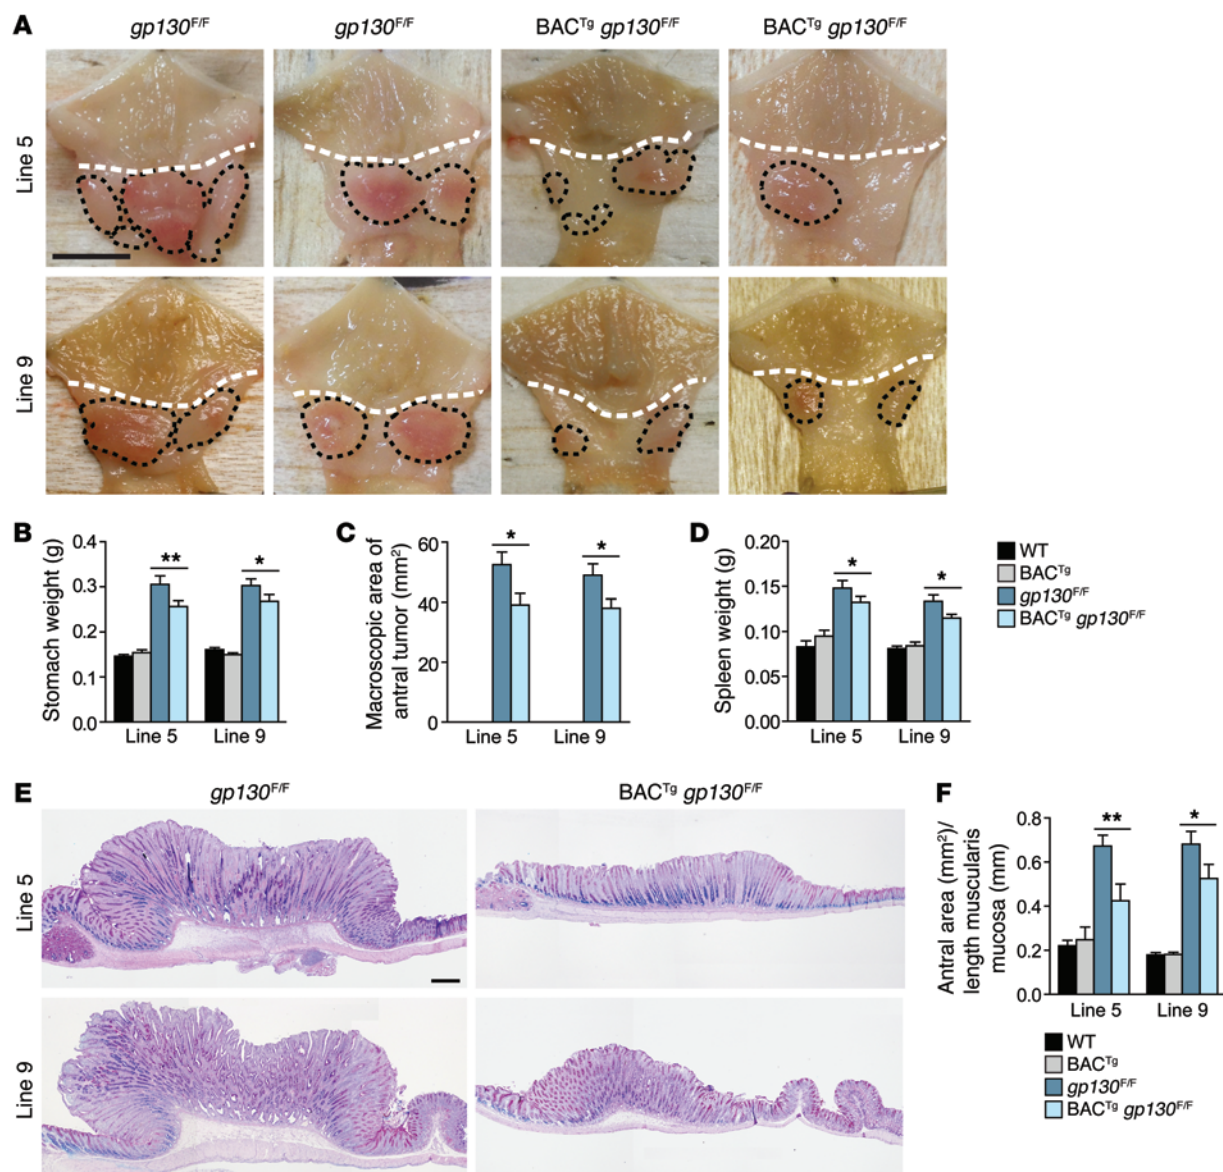 A
gp130F/F
gp130F/F
BACTg gp130F/F
BACTg gp130F/F
Line 5
Line 9
B
Stomach weight (g)
0.4
0.3
0.2
0.1
0.0
**
*
Line 5
Line 9
C
Macroscopic area of
antral tumor (mm²)
60
40
20
0
*
*
Line 5
Line 9
D
Spleen weight (g)
0.20
0.15
0.10
0.05
0.00
*
*
Line 5
Line 9
WT
BACTg
gp130F/F
BACTg gp130F/F
E
gp130F/F
BACTg gp130F/F
Line 5
Line 9
F
Antral area (mm²)/
length muscularis
mucosa (mm)
0.8
0.6
0.4
0.2
0.0
**
*
Line 5
Line 9
WT
BACTg
gp130F/F
BACTg gp130F/F